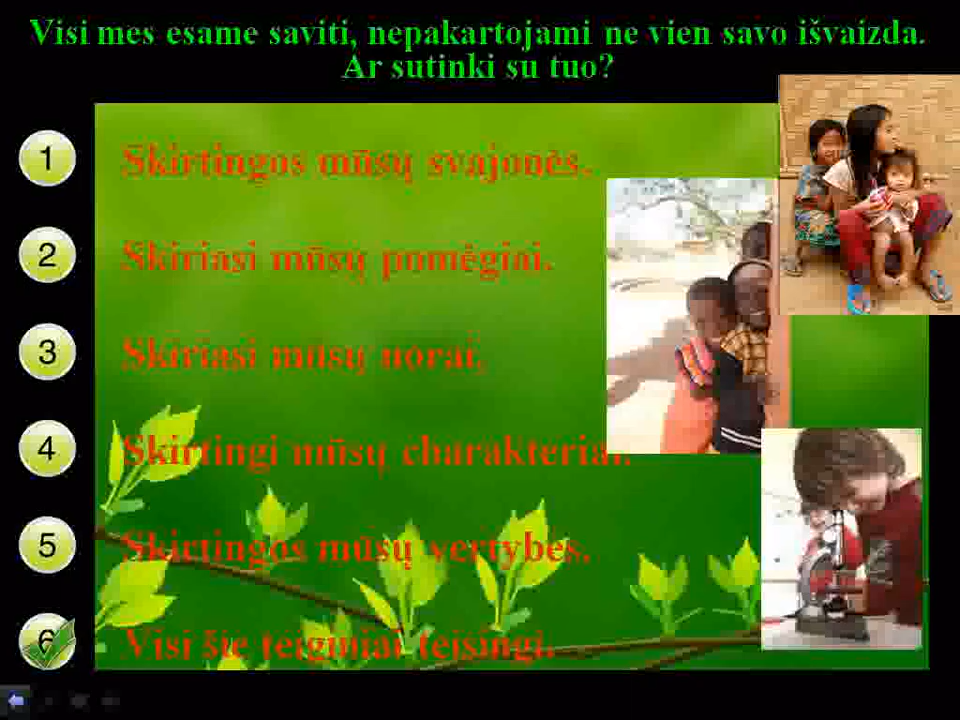 Visi mes esame saviti, nepakartojami ne vien savo išvaizda.
Ar sutinki su tuo?
1 Skirtingos mūsų svajonės.
2 Skiriasi mūsų pomėgiai.
3 Skiriasi mūsų norai.
4 Skirtingi mūsų charakteriai.
5 Skirtingos mūsų vertybės.
6 Visi šie teiginiai teisingi.